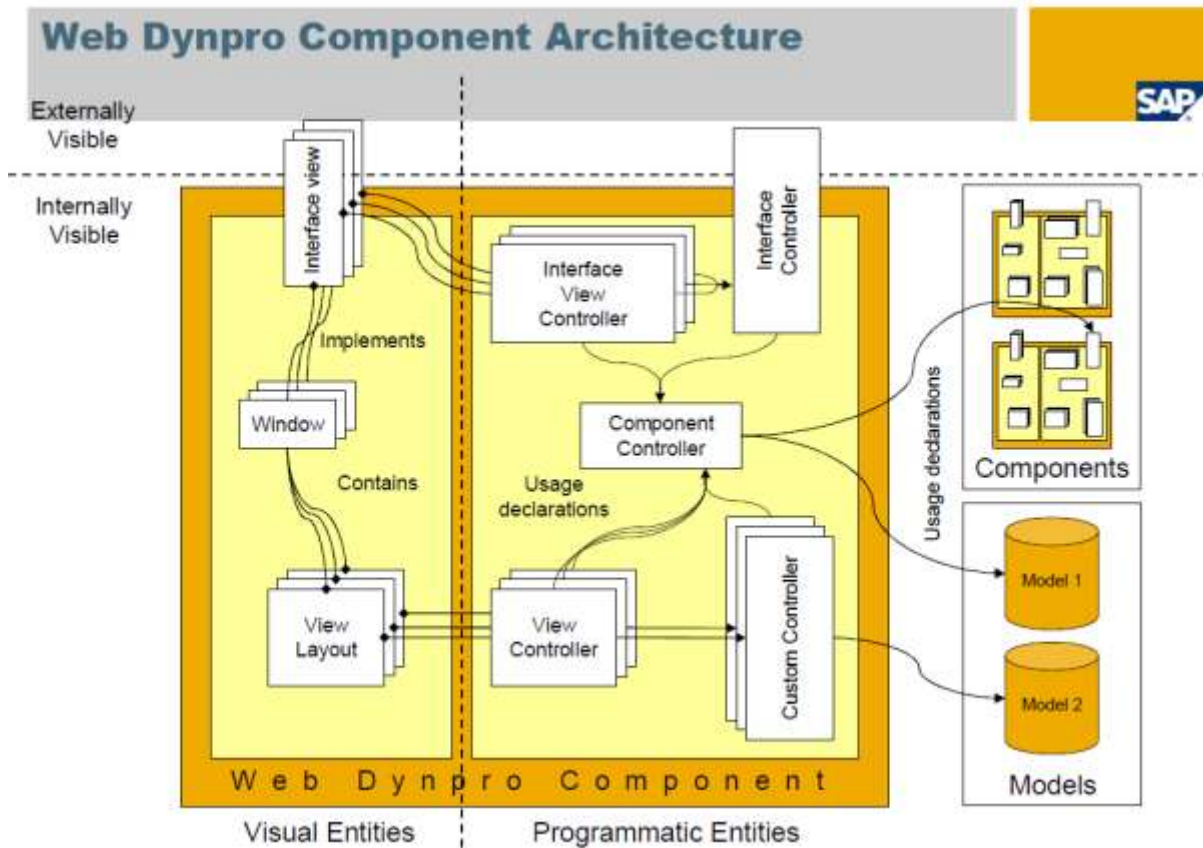 Web Dynpro Component Architecture
SAP
Externally
Visible
Internally
Visible
Interface view
Interface
Controller
Interface
View
Controller
Implements
Window
Component
Controller
Contains
Usage
declarations
Usage declarations
Components
View
Layout
View
Controller
Custom Controller
Model 1
Model 2
Models
Web Dynpro Component
Visual Entities
Programmatic Entities